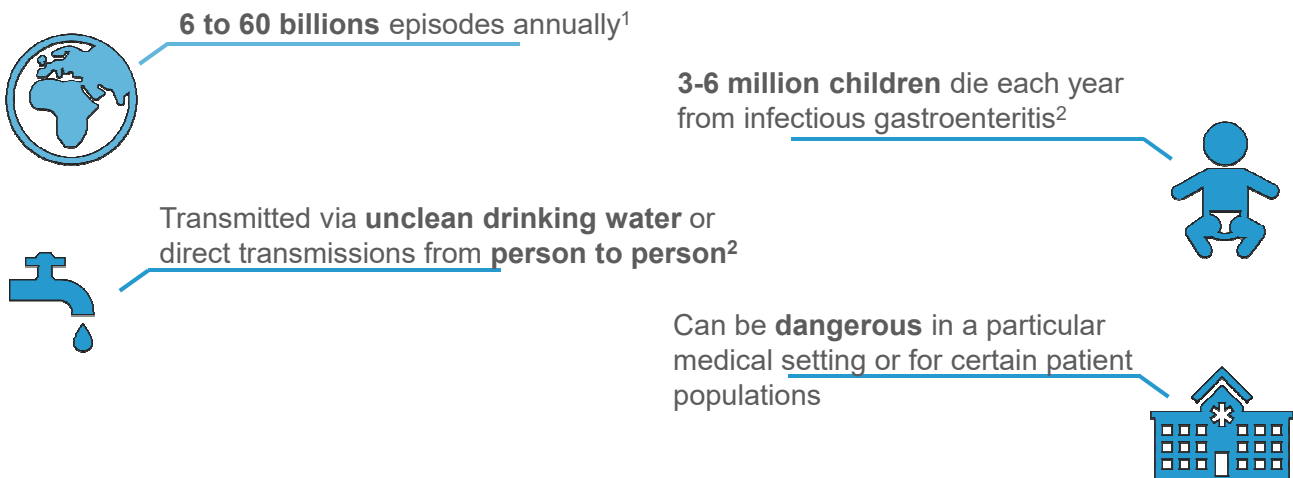 6 to 60 billions episodes annually¹
3-6 million children die each year
from infectious gastroenteritis²
Transmitted via unclean drinking water or
direct transmissions from person to person²
Can be dangerous in a particular
medical setting or for certain patient
populations